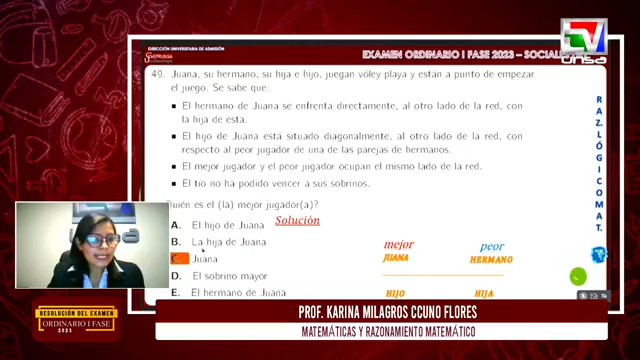 DIRECCIÓN UNIVERSITARIA DE ADMISIÓN
CEPRUNSA
EXAMEN ORDINARIO I FASE 2023 – SOCIALES
TV
UNSA
49. Juana, su hermano, su hija e hijo, juegan vóley playa y están a punto de empezar
el juego. Se sabe que:
▪ El hermano de Juana se enfrenta directamente, al otro lado de la red, con
la hija de esta.
▪ El hijo de Juana está situado diagonalmente, al otro lado de la red, con
respecto al peor jugador de una de las parejas de hermanos.
▪ El mejor jugador y el peor jugador ocupan el mismo lado de la red.
▪ El tío no ha podido vencer a sus sobrinos.
¿Quién es el (la) mejor jugador(a)?
A. El hijo de Juana
Solución
B. La hija de Juana
C. Juana
D. El sobrino mayor
E. El hermano de Juana
mejor
peor
JUANA
HERMANO
HIJO
HIJA
RAZ. LÓGICO MAT.
RESOLUCIÓN DEL EXAMEN
ORDINARIO I FASE
2023
PROF. KARINA MILAGROS CCUNO FLORES
MATEMÁTICAS Y RAZONAMIENTO MATEMÁTICO